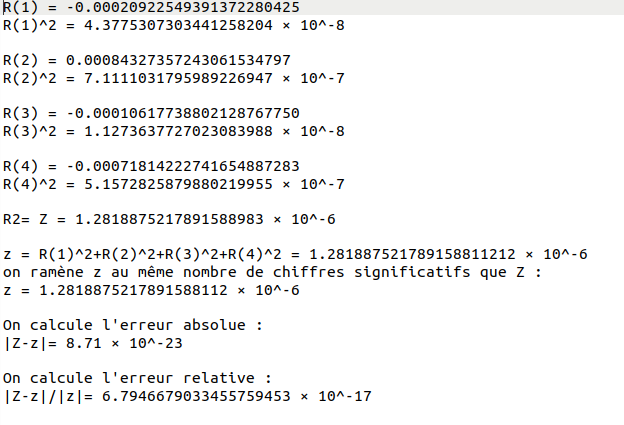 R(1) = -0.00020922549391372280425
R(1)^2 = 4.3775307303441258204 × 10^-8
R(2) = 0.00084327357243061534797
R(2)^2 = 7.1111031795989226947 × 10^-7
R(3) = -0.00010617738802128767750
R(3)^2 = 1.1273637727023083988 × 10^-8
R(4) = -0.00071814222741654887283
R(4)^2 = 5.1572825879880219955 × 10^-7
R2= Z = 1.2818875217891588983 × 10^-6
z = R(1)^2+R(2)^2+R(3)^2+R(4)^2 = 1.281887521789158811212 × 10^-6
on ramène z au même nombre de chiffres significatifs que Z :
z = 1.2818875217891588112 × 10^-6
On calcule l'erreur absolue :
|Z-z|= 8.71 × 10^-23
On calcule l'erreur relative :
|Z-z|/|z|= 6.7946679033455759453 × 10^-17